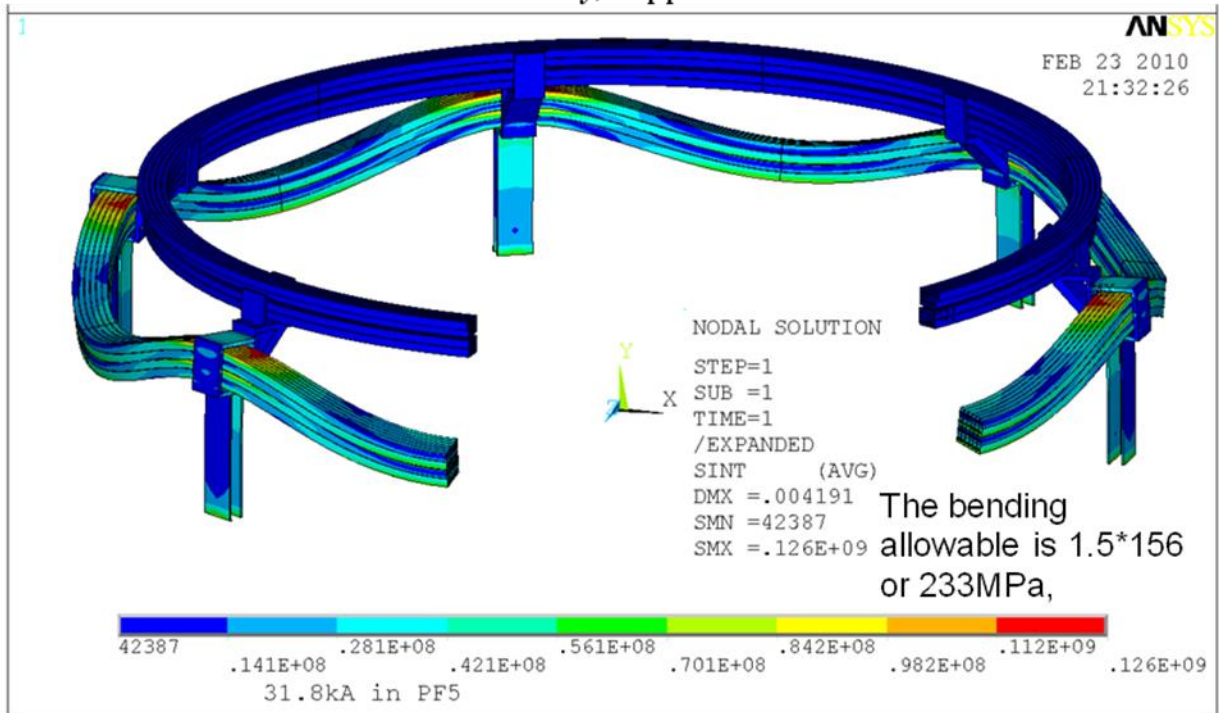 1
ANSYS
FEB 23 2010
21:32:26
Y
X
Z
NODAL SOLUTION
STEP=1
SUB =1
TIME=1
/EXPANDED
SINT (AVG)
DMX =.004191
SMN =42387
SMX =.126E+09
The bending
allowable is 1.5*156
or 233MPa,
42387 .281E+08 .561E+08 .842E+08 .112E+09
.141E+08 .421E+08 .701E+08 .982E+08 .126E+09
31.8kA in PF5